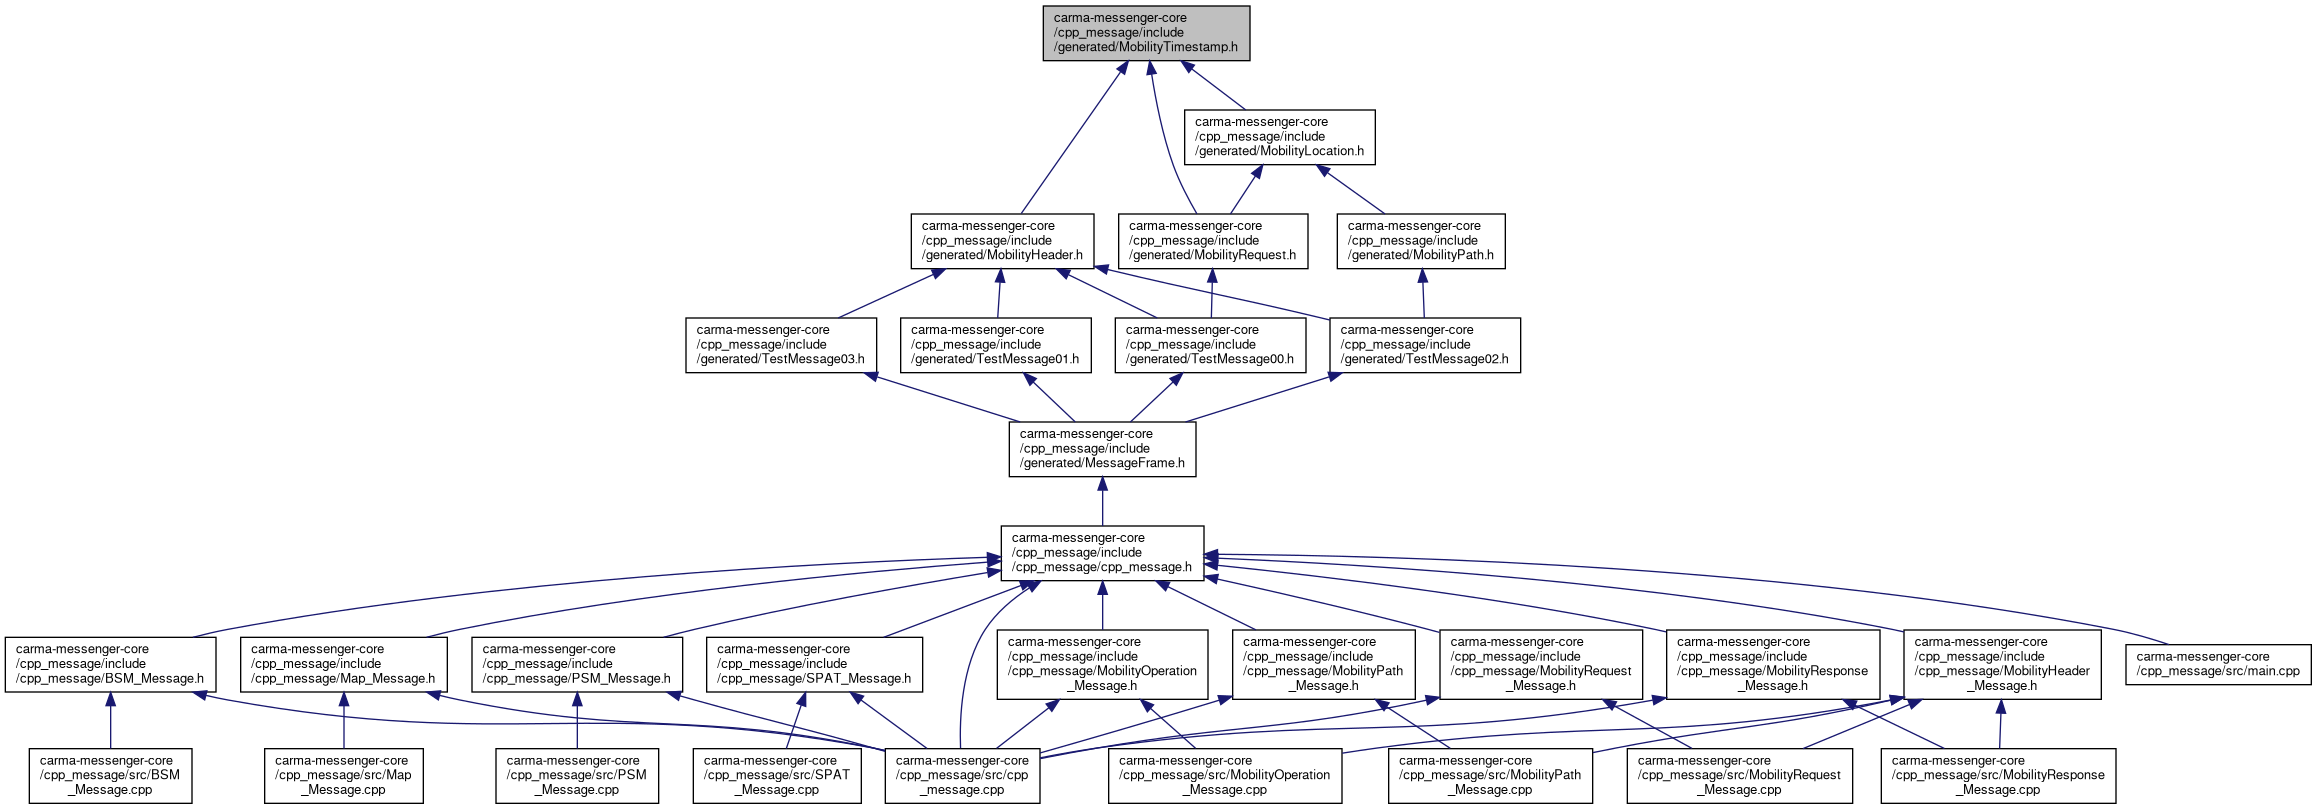 carma-messenger-core
/cpp_message/include
/generated/MobilityTimestamp.h
carma-messenger-core
/cpp_message/include
/generated/MobilityLocation.h
carma-messenger-core
/cpp_message/include
/generated/MobilityHeader.h
carma-messenger-core
/cpp_message/include
/generated/MobilityRequest.h
carma-messenger-core
/cpp_message/include
/generated/MobilityPath.h
carma-messenger-core
/cpp_message/include
/generated/TestMessage03.h
carma-messenger-core
/cpp_message/include
/generated/TestMessage01.h
carma-messenger-core
/cpp_message/include
/generated/TestMessage00.h
carma-messenger-core
/cpp_message/include
/generated/TestMessage02.h
carma-messenger-core
/cpp_message/include
/generated/MessageFrame.h
carma-messenger-core
/cpp_message/include
/cpp_message/cpp_message.h
carma-messenger-core
/cpp_message/include
/cpp_message/BSM_Message.h
carma-messenger-core
/cpp_message/include
/cpp_message/Map_Message.h
carma-messenger-core
/cpp_message/include
/cpp_message/PSM_Message.h
carma-messenger-core
/cpp_message/include
/cpp_message/SPAT_Message.h
carma-messenger-core
/cpp_message/include
/cpp_message/MobilityOperation
_Message.h
carma-messenger-core
/cpp_message/include
/cpp_message/MobilityPath
_Message.h
carma-messenger-core
/cpp_message/include
/cpp_message/MobilityRequest
_Message.h
carma-messenger-core
/cpp_message/include
/cpp_message/MobilityResponse
_Message.h
carma-messenger-core
/cpp_message/include
/cpp_message/MobilityHeader
_Message.h
carma-messenger-core
/cpp_message/src/main.cpp
carma-messenger-core
/cpp_message/src/BSM
_Message.cpp
carma-messenger-core
/cpp_message/src/Map
_Message.cpp
carma-messenger-core
/cpp_message/src/PSM
_Message.cpp
carma-messenger-core
/cpp_message/src/SPAT
_Message.cpp
carma-messenger-core
/cpp_message/src/cpp
_message.cpp
carma-messenger-core
/cpp_message/src/MobilityOperation
_Message.cpp
carma-messenger-core
/cpp_message/src/MobilityPath
_Message.cpp
carma-messenger-core
/cpp_message/src/MobilityRequest
_Message.cpp
carma-messenger-core
/cpp_message/src/MobilityResponse
_Message.cpp